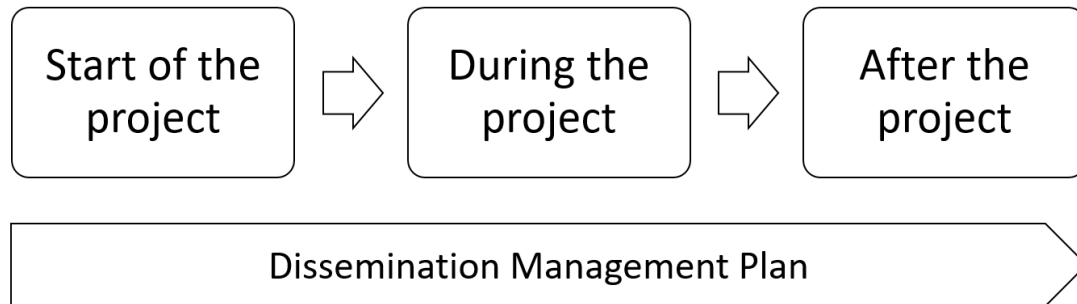 Start of the
project
During the
project
After the
project
Dissemination Management Plan